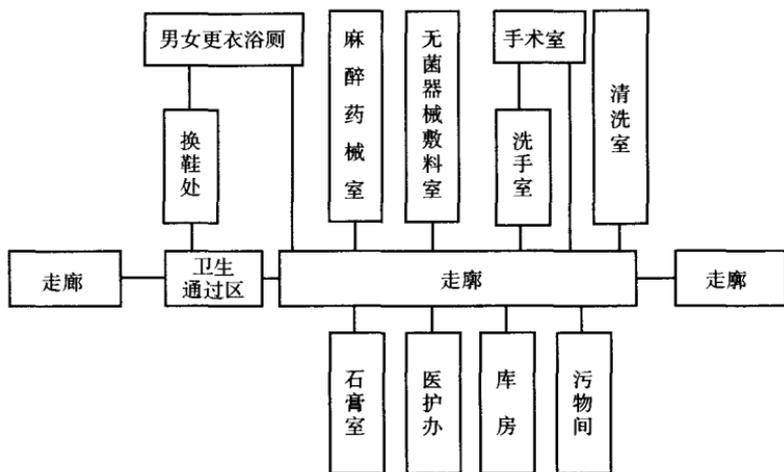 男女更衣浴厕
麻醉药械室
无菌器械敷料室
手术室
清洗室
换鞋处
洗手室
走廊
卫生
通过区
走廓
走廓
石膏室
医护办
库房
污物间